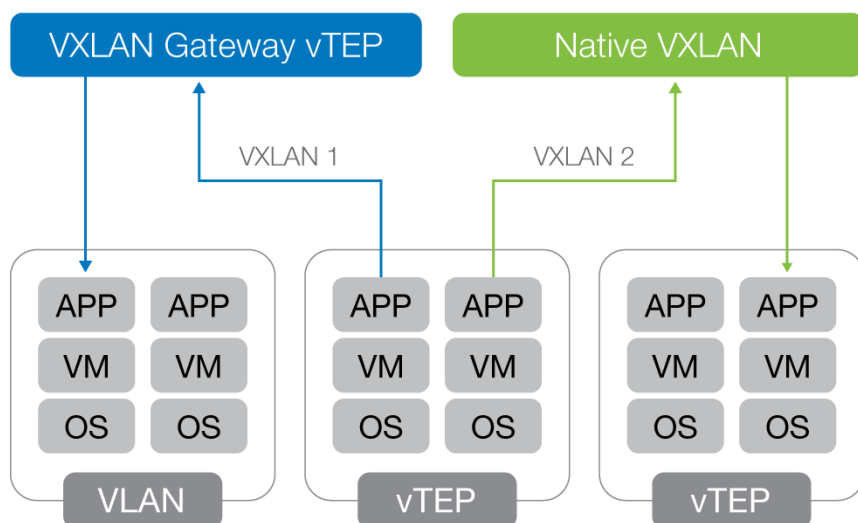 VXLAN Gateway vTEP
Native VXLAN
VXLAN 1
VXLAN 2
APP APP
VM VM
OS OS
VLAN
APP APP
VM VM
OS OS
vTEP
APP APP
VM VM
OS OS
vTEP